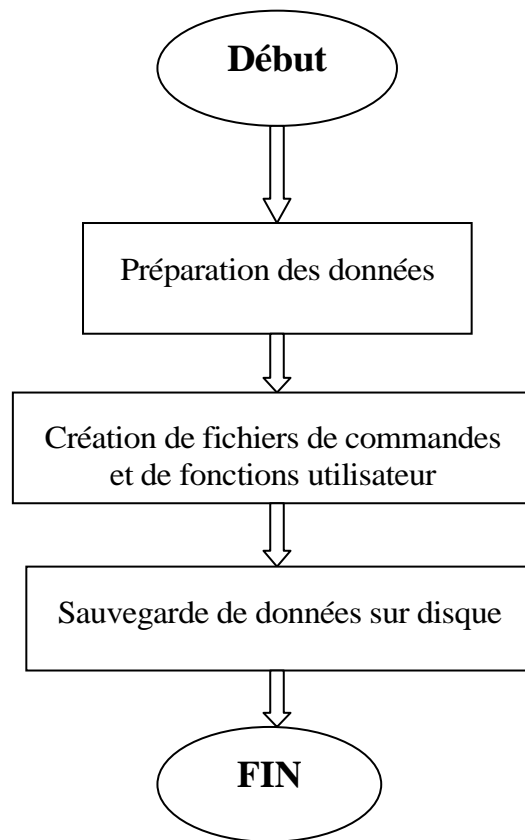 Début
Préparation des données
Création de fichiers de commandes
et de fonctions utilisateur
Sauvegarde de données sur disque
FIN